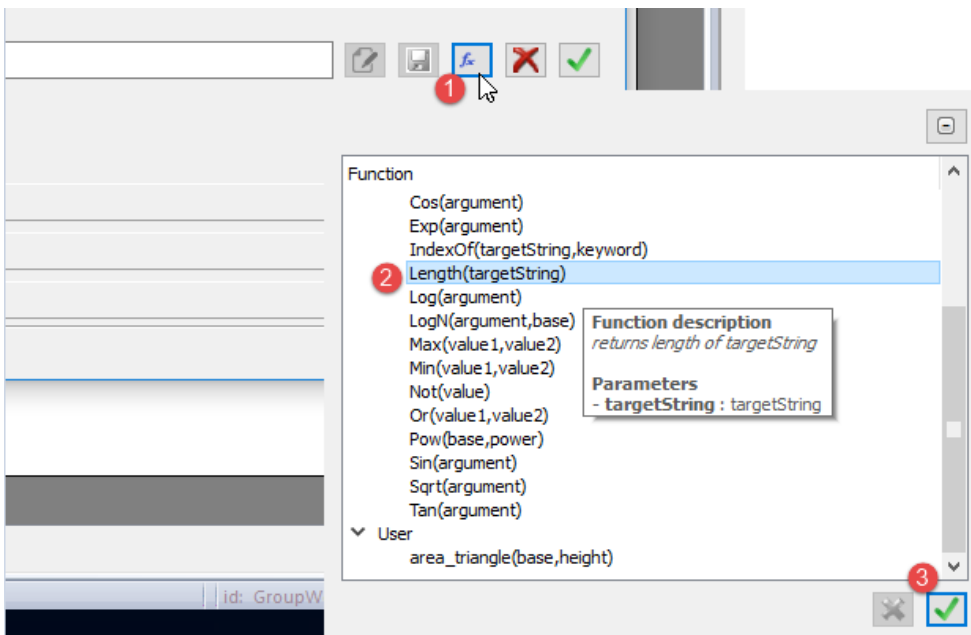 fx
1
Function
Cos(argument)
Exp(argument)
IndexOf(targetString,keyword)
2
Length(targetString)
Log(argument)
LogN(argument,base)
Max(value1,value2)
Min(value1,value2)
Not(value)
Or(value1,value2)
Pow(base,power)
Sin(argument)
Sqrt(argument)
Tan(argument)
User
area_triangle(base,height)
Function description
returns length of targetString
Parameters
- targetString : targetString
3
id: GroupW